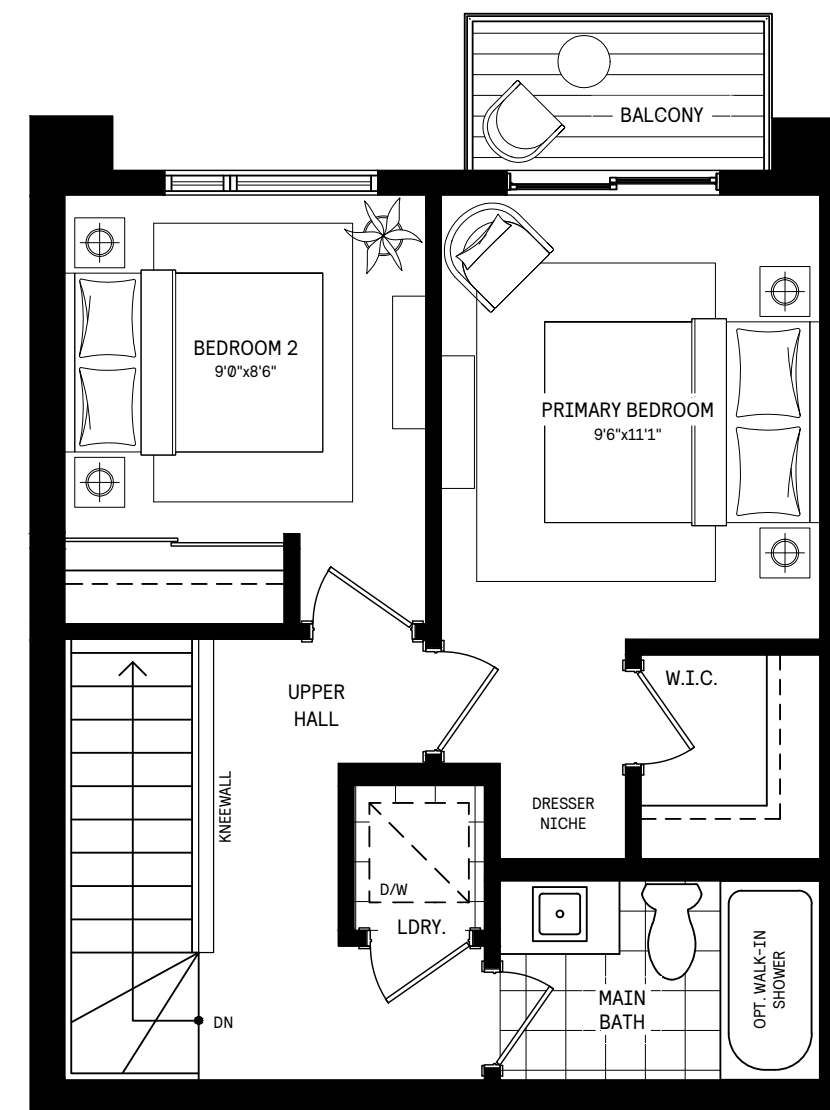 BALCONY
BEDROOM 2
9'0"x8'6"
PRIMARY BEDROOM
9'6"x11'1"
UPPER
HALL
W.I.C.
KNEEWALL
DRESSER
NICHE
D/W
LDRY.
MAIN
BATH
OPT. WALK-IN
SHOWER
DN